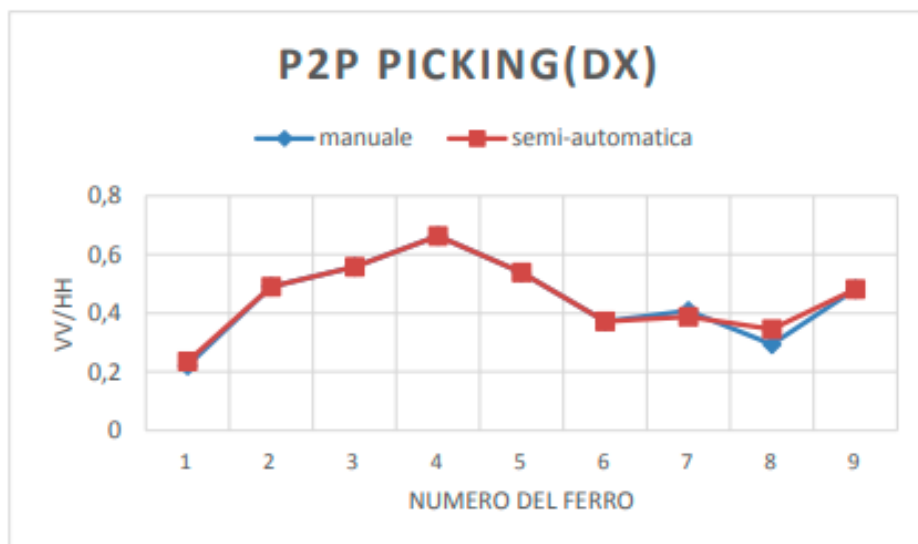 P2P PICKING(DX)
manuale semi-automatica
0,8
0,6
0,4
0,2
0
VV/HH
1 2 3 4 5 6 7 8 9
NUMERO DEL FERRO